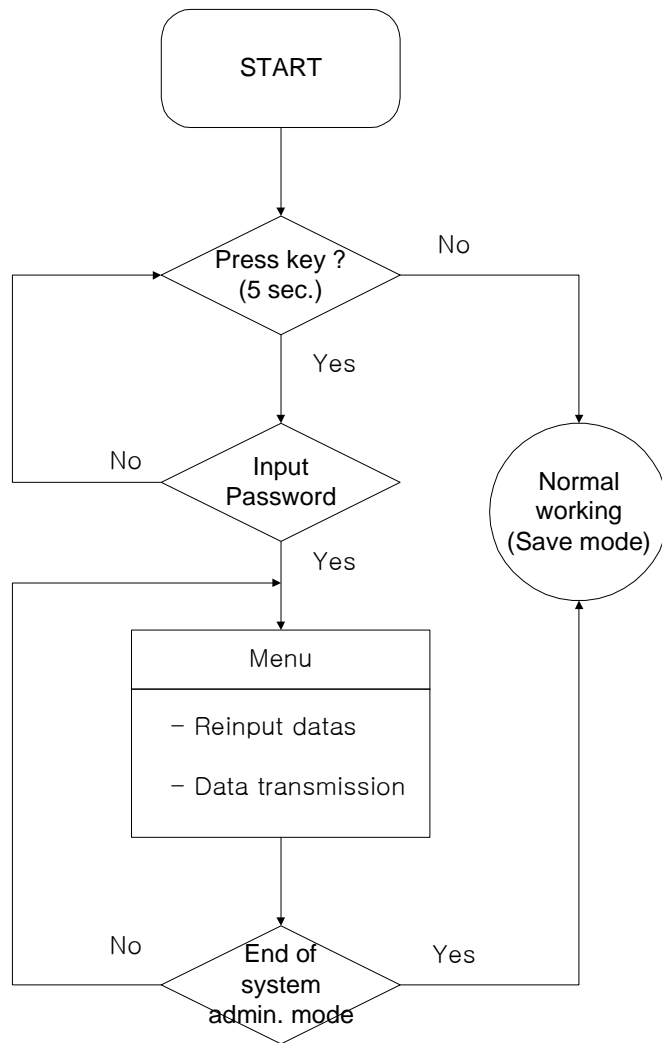 START
Press key ?
(5 sec.)
No
Yes
No
Input
Password
Normal
working
(Save mode)
Yes
Menu
- Reinput datas
- Data transmission
No
End of
system
admin. mode
Yes